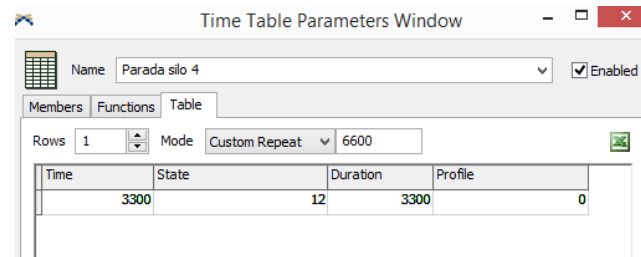 Time Table Parameters Window
Name Parada silo 4 Enabled
Members Functions Table
Rows 1 Mode Custom Repeat 6600
Time State Duration Profile
3300 12 3300 0